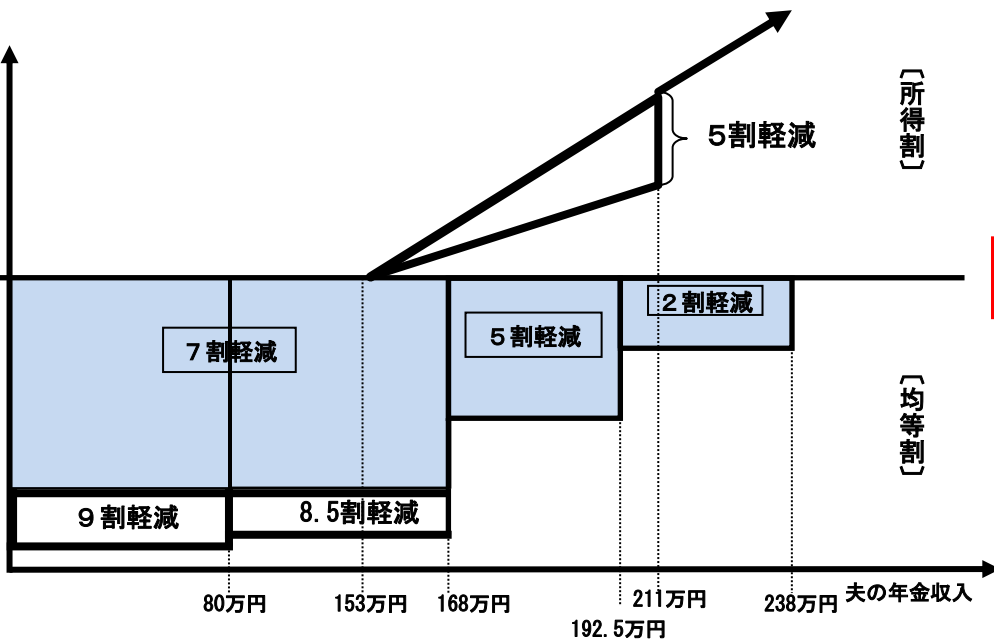 〔所得割〕
５割軽減
２割軽減
５割軽減
７割軽減
〔均等割〕
９割軽減
8.5割軽減
80万円
153万円
168万円
192.5万円
211万円
238万円
夫の年金収入